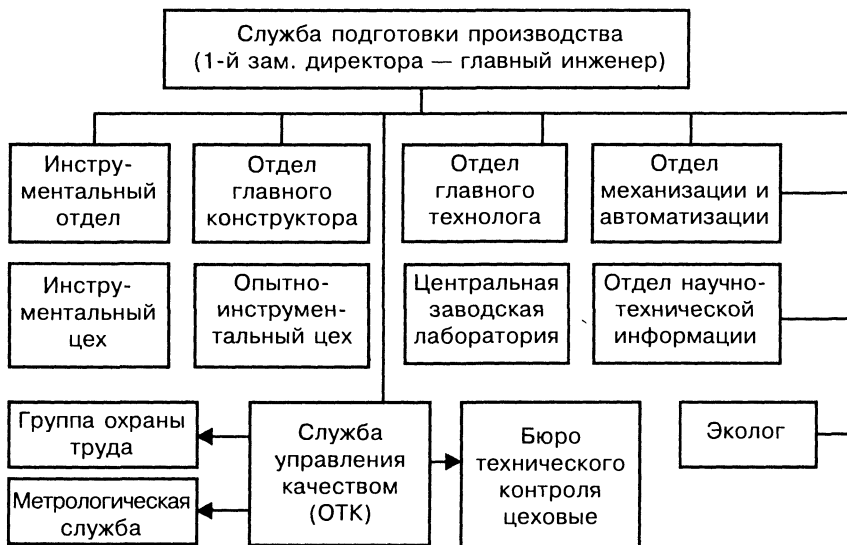 Служба подготовки производства
(1-й зам. директора — главный инженер)
Инстру-
ментальный
отдел
Отдел
главного
конструктора
Отдел
главного
технолога
Отдел
механизации и
автоматизации
Инстру-
ментальный
цех
Опытно-
инструмен-
тальный цех
Центральная
заводская
лаборатория
Отдел научно-
технической
информации
Группа охраны
труда
Метрологическая
служба
Служба
управления
качеством
(ОТК)
Бюро
технического
контроля
цеховые
Эколог